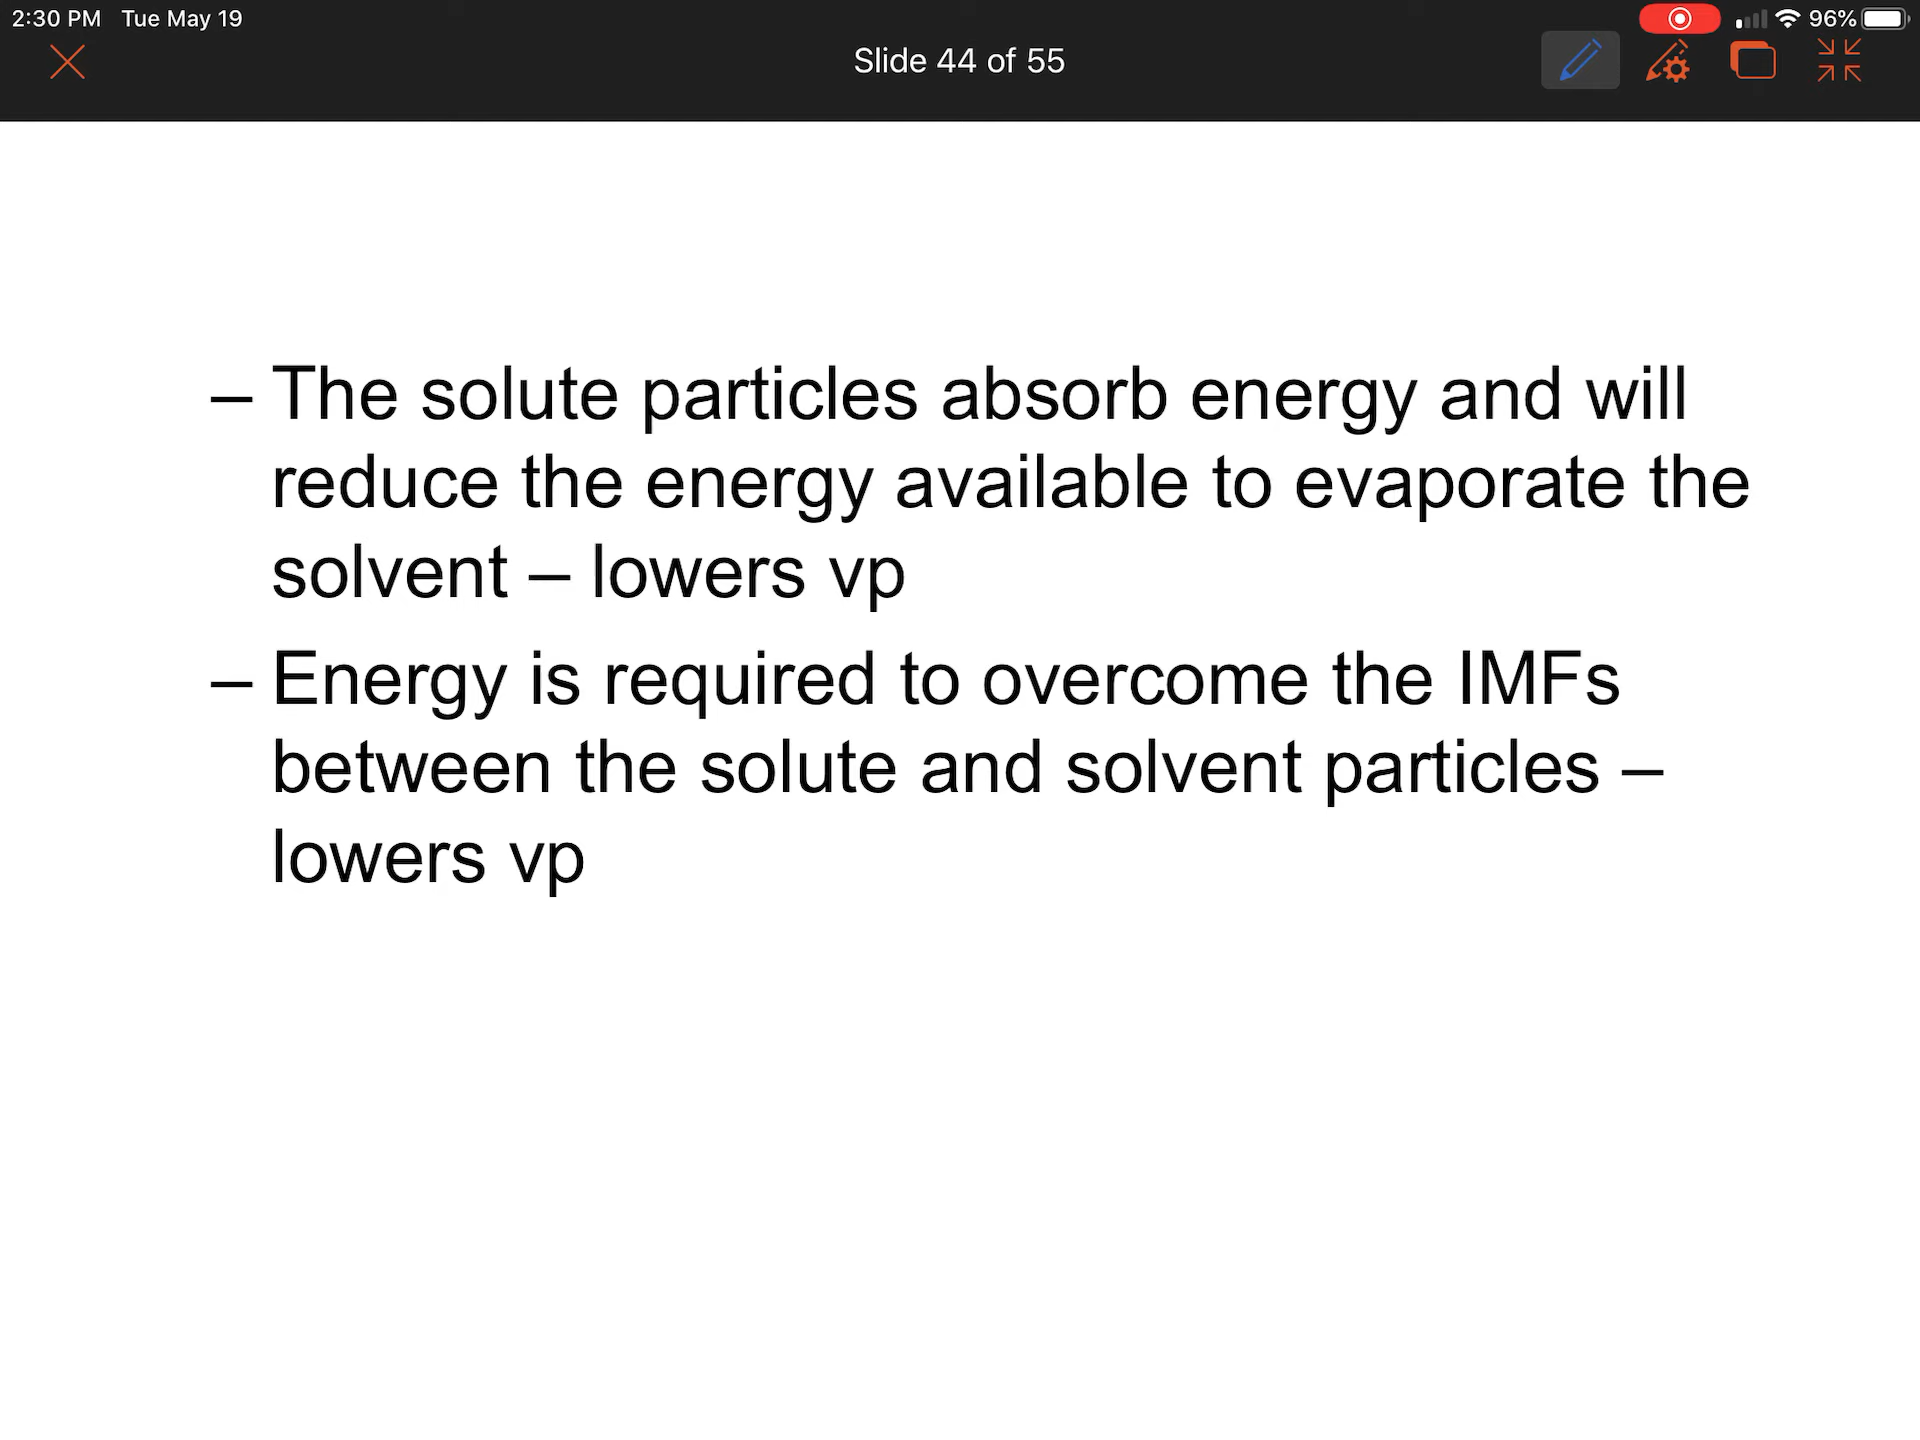 2:30 PM Tue May 19
96%
Slide 44 of 55
– The solute particles absorb energy and will
reduce the energy available to evaporate the
solvent – lowers vp
– Energy is required to overcome the IMFs
between the solute and solvent particles –
lowers vp